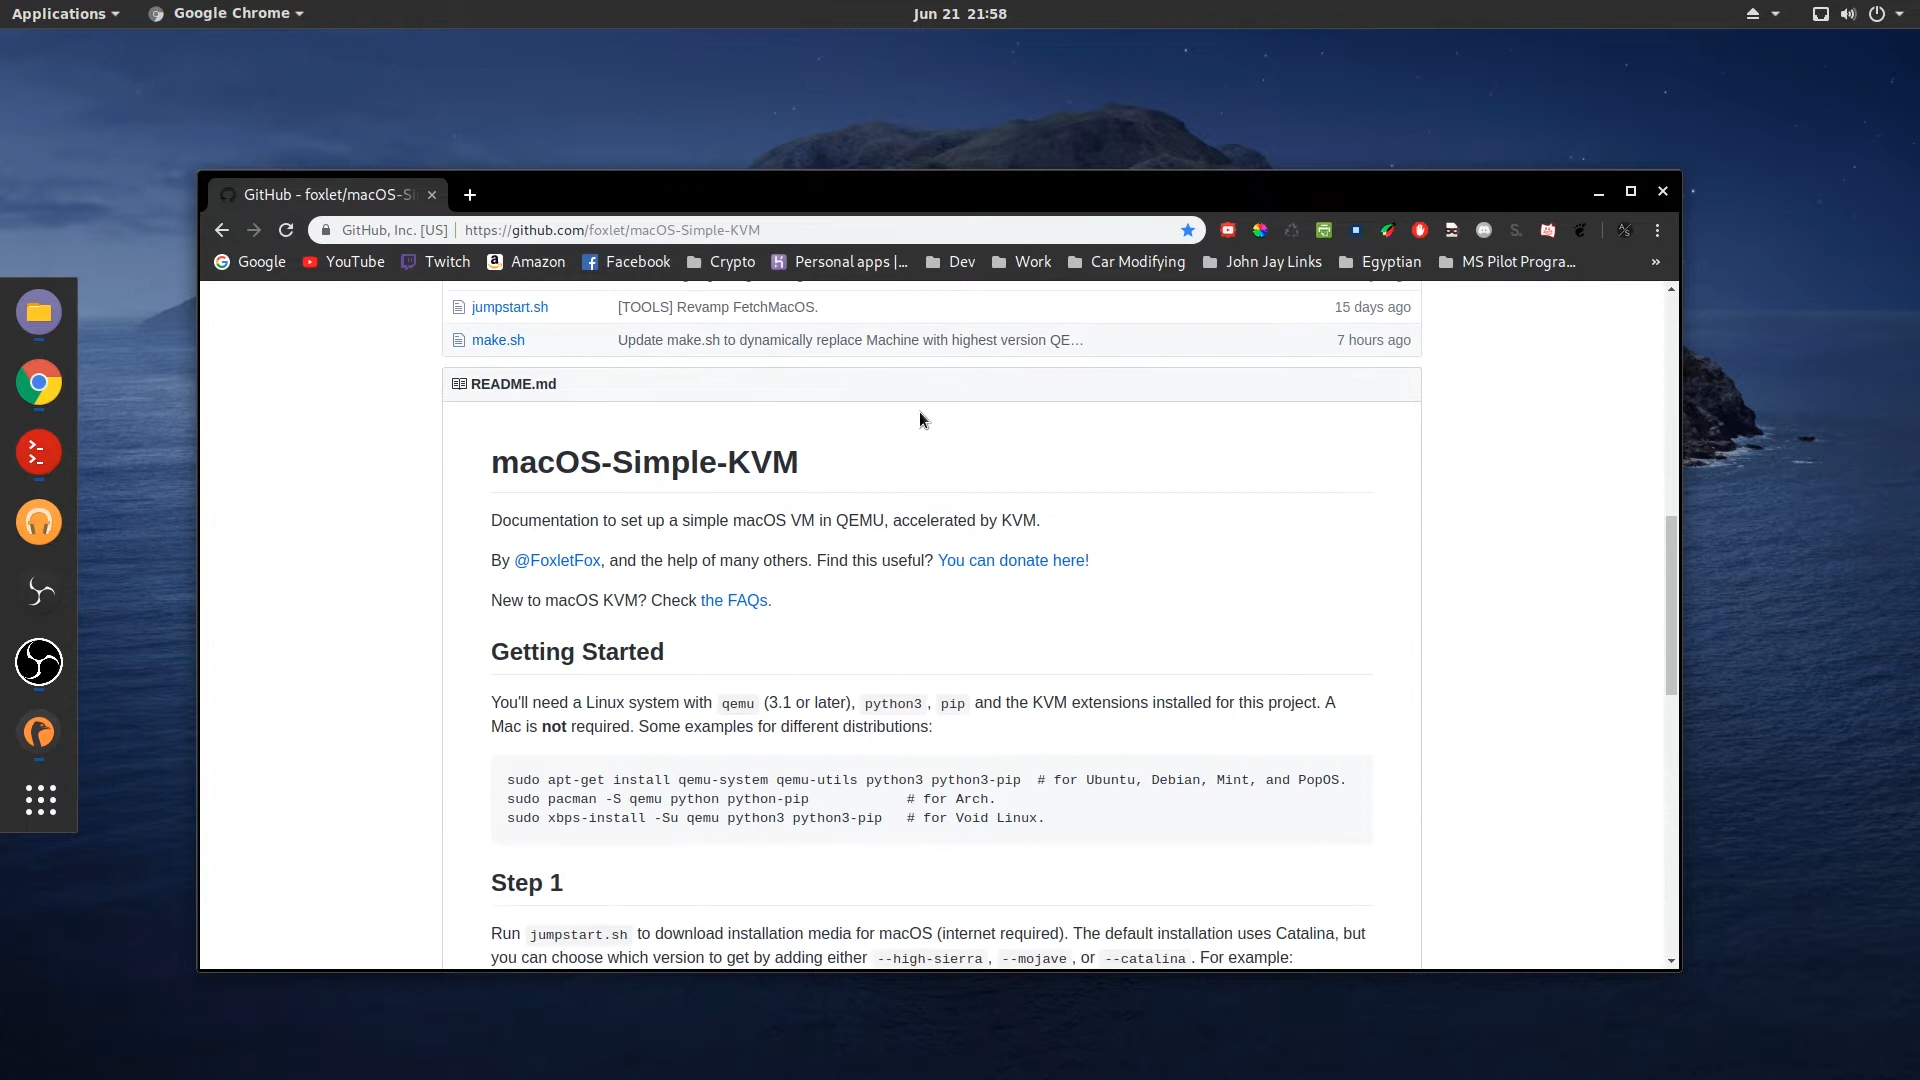 Applications
Google Chrome
Jun 21 21:58
GitHub - foxlet/macOS-Si
GitHub, Inc. [US]
https://github.com/foxlet/macOS-Simple-KVM
Google
YouTube
Twitch
Amazon
Facebook
Crypto
Personal apps |...
Dev
Work
Car Modifying
John Jay Links
Egyptian
MS Pilot Progra...
»
jumpstart.sh [TOOLS] Revamp FetchMacOS. 15 days ago
make.sh Update make.sh to dynamically replace Machine with highest version QE... 7 hours ago
README.md
macOS-Simple-KVM
Documentation to set up a simple macOS VM in QEMU, accelerated by KVM.
By @FoxletFox, and the help of many others. Find this useful? You can donate here!
New to macOS KVM? Check the FAQs.
Getting Started
You'll need a Linux system with qemu (3.1 or later), python3, pip and the KVM extensions installed for this project. A
Mac is not required. Some examples for different distributions:
sudo apt-get install qemu-system qemu-utils python3 python3-pip # for Ubuntu, Debian, Mint, and PopOS.
sudo pacman -S qemu python python-pip # for Arch.
sudo xbps-install -Su qemu python3 python3-pip # for Void Linux.
Step 1
Run jumpstart.sh to download installation media for macOS (internet required). The default installation uses Catalina, but
you can choose which version to get by adding either --high-sierra, --mojave, or --catalina. For example: